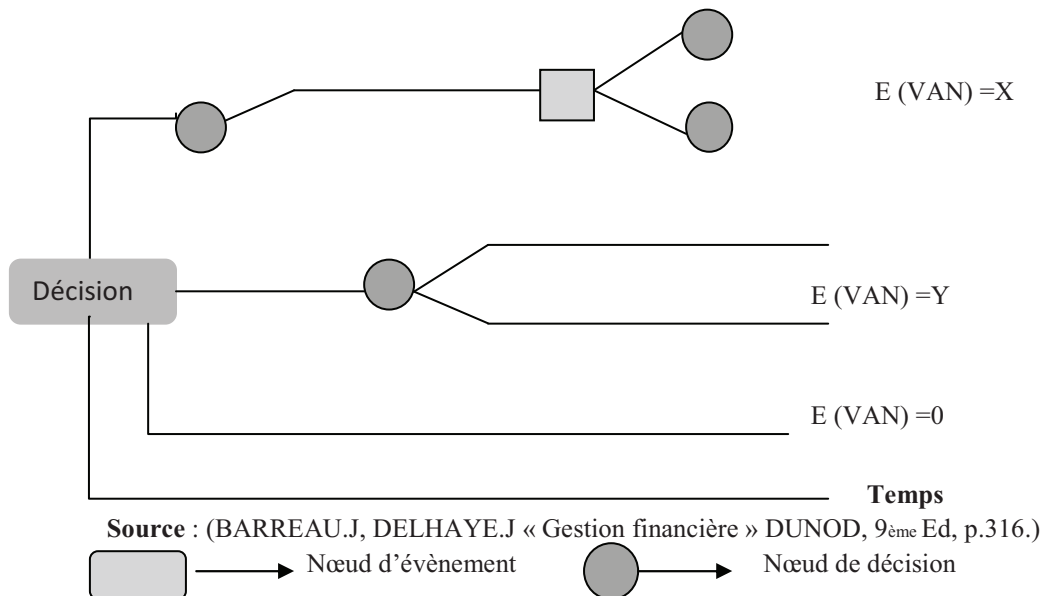 E (VAN) =X
Décision
E (VAN) =Y
E (VAN) =0
Temps
Source : (BARREAU.J, DELHAYE.J « Gestion financière » DUNOD, 9ème Ed, p.316.)
Nœud d’évènement
Nœud de décision